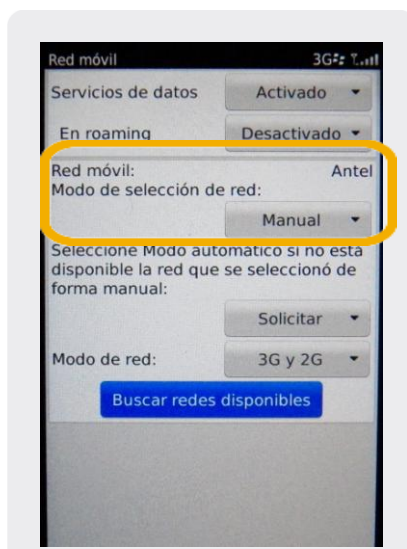 Red móvil 3G
Servicios de datos Activado
En roaming Desactivado
Red móvil: Antel
Modo de selección de red:
Manual
Seleccione Modo automático si no está
disponible la red que se seleccionó de
forma manual:
Solicitar
Modo de red: 3G y 2G
Buscar redes disponibles